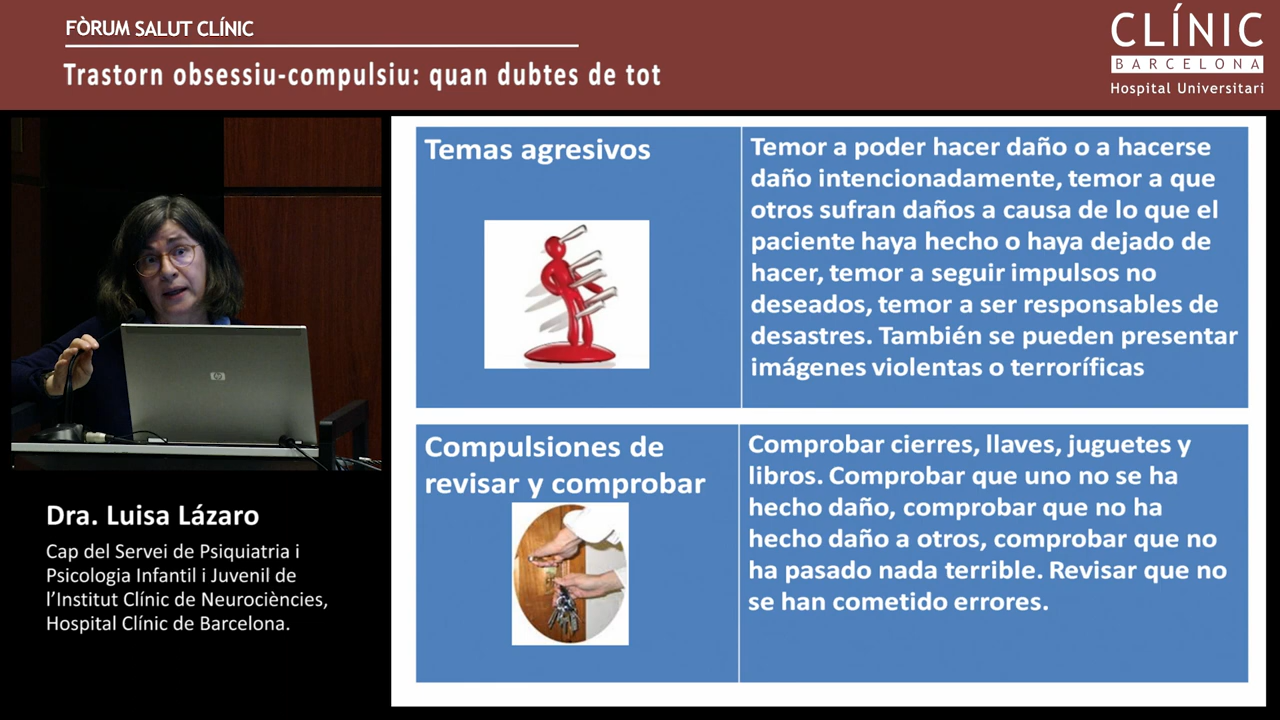 FÒRUM SALUT CLÍNIC
Trastorn obsessiu-compulsiu: quan dubtes de tot
CLÍNIC
BARCELONA
Hospital Universitari
Temas agresivos
Temor a poder hacer daño o a hacerse
daño intencionadamente, temor a que
otros sufran daños a causa de lo que el
paciente haya hecho o haya dejado de
hacer, temor a seguir impulsos no
deseados, temor a ser responsables de
desastres. También se pueden presentar
imágenes violentas o terroríficas
Compulsiones de
revisar y comprobar
Comprobar cierres, llaves, juguetes y
libros. Comprobar que uno no se ha
hecho daño, comprobar que no ha
hecho daño a otros, comprobar que no
ha pasado nada terrible. Revisar que no
se han cometido errores.
hp
Dra. Luisa Lázaro
Cap del Servei de Psiquiatria i
Psicologia Infantil i Juvenil de
l'Institut Clínic de Neurociències,
Hospital Clínic de Barcelona.